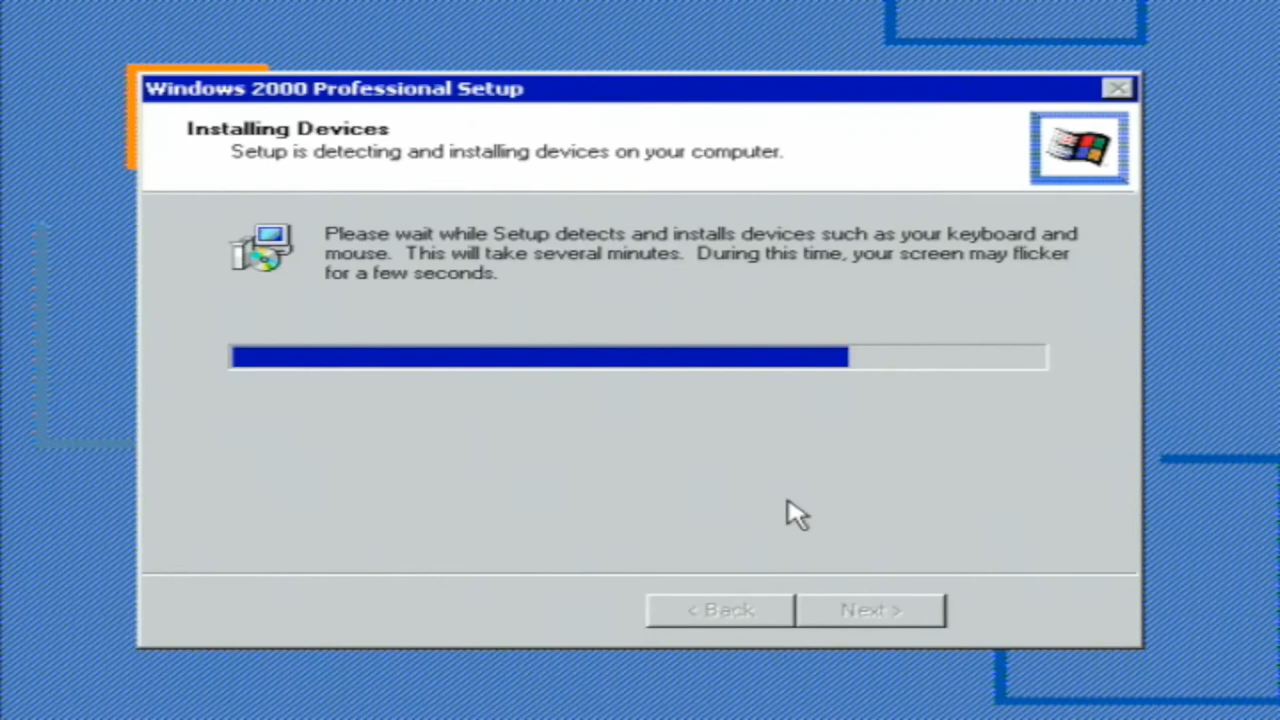 Windows 2000 Professional Setup
Installing Devices
Setup is detecting and installing devices on your computer.
Please wait while Setup detects and installs devices such as your keyboard and
mouse. This will take several minutes. During this time, your screen may flicker
for a few seconds.
< Back
Next >